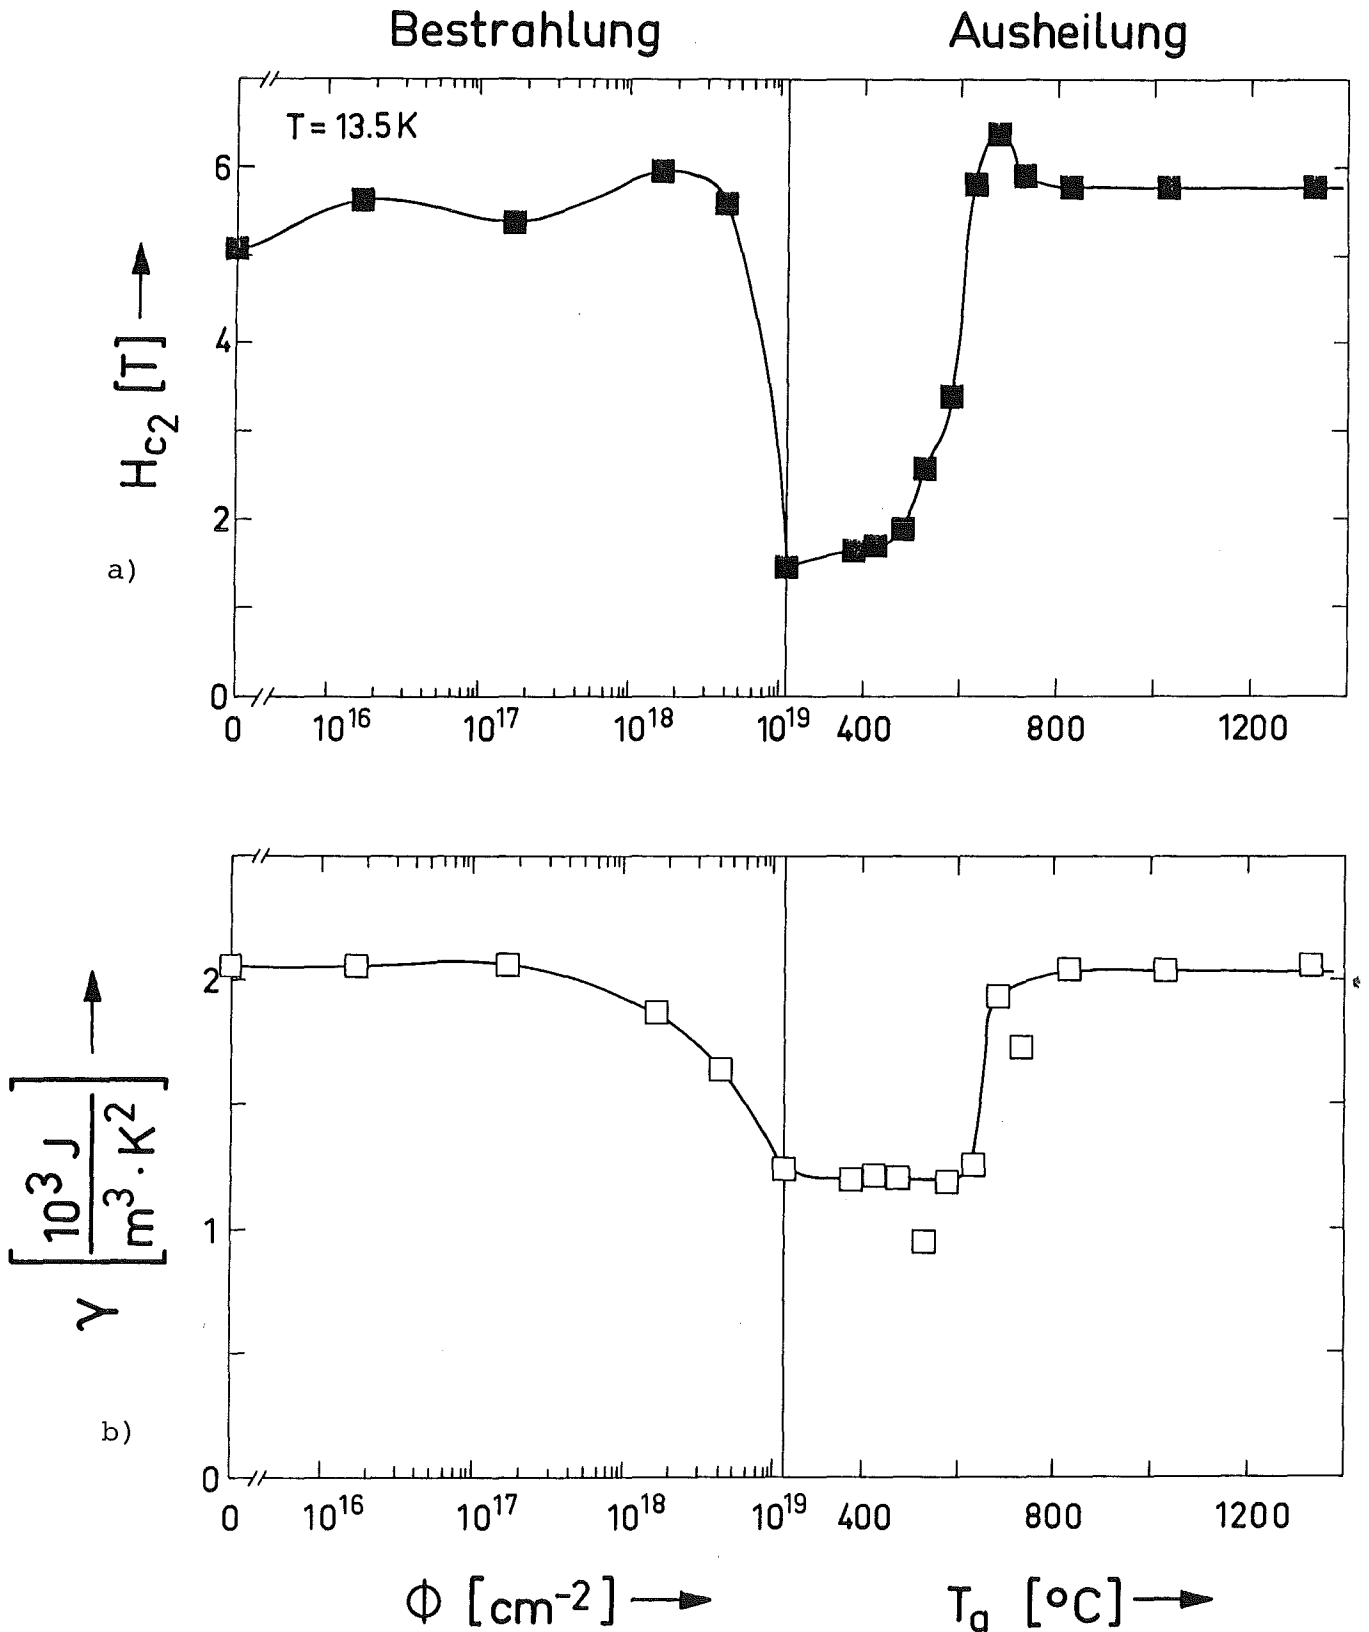 Bestrahlung Ausheilung
T = 13.5 K
6
4
2
0
H_c2 [T]
a)
0 10^16 10^17 10^18 10^19 400 800 1200
2
1
0
γ [10^3 J / m^3 · K^2]
b)
0 10^16 10^17 10^18 10^19 400 800 1200
Φ [cm^-2] T_a [°C]